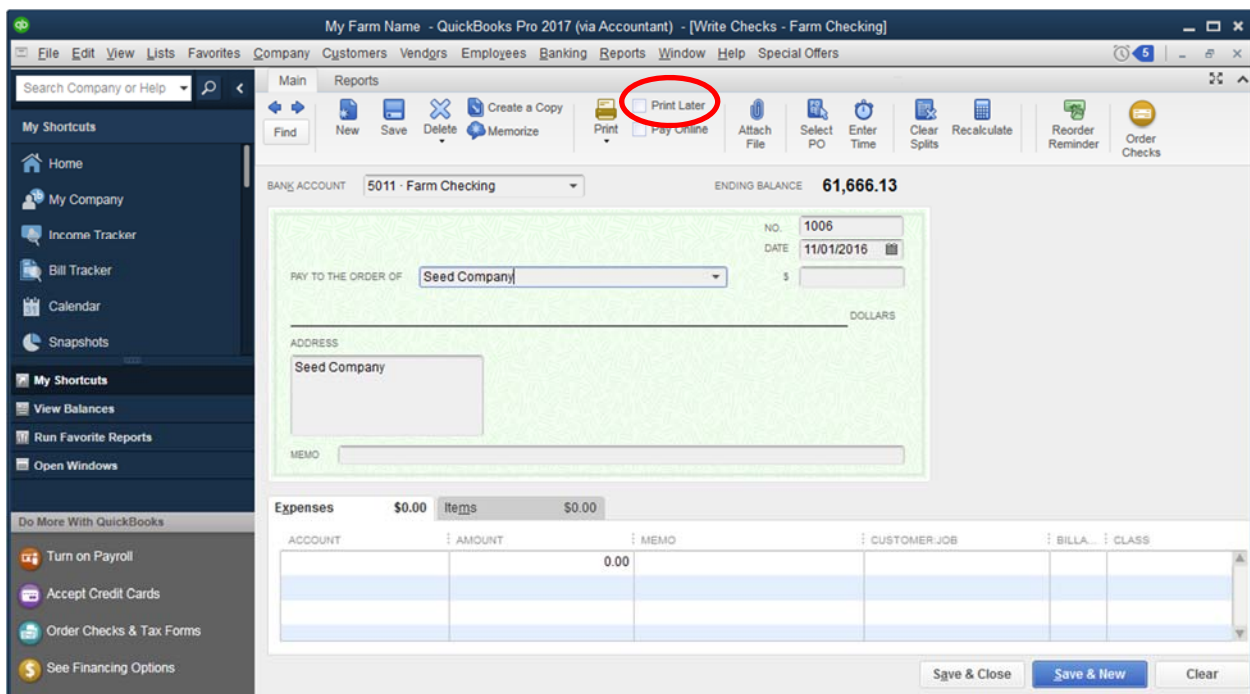 My Farm Name - QuickBooks Pro 2017 (via Accountant) - [Write Checks - Farm Checking]
File Edit View Lists Favorites Company Customers Vendors Employees Banking Reports Window Help Special Offers 5
Search Company or Help
My Shortcuts
Home
My Company
Income Tracker
Bill Tracker
Calendar
Snapshots
My Shortcuts
View Balances
Run Favorite Reports
Open Windows
Do More With QuickBooks
Turn on Payroll
Accept Credit Cards
Order Checks & Tax Forms
See Financing Options
Main Reports
Find
New
Save
Delete
Create a Copy
Memorize
Print
Print Later
Pay Online
Attach
File
Select
PO
Enter
Time
Clear
Splits
Recalculate
Reorder
Reminder
Order
Checks
BANK ACCOUNT 5011 · Farm Checking ENDING BALANCE 61,666.13
NO. 1006
DATE 11/01/2016
PAY TO THE ORDER OF Seed Company $
DOLLARS
ADDRESS
Seed Company
MEMO
Expenses $0.00 Items $0.00
ACCOUNT AMOUNT MEMO CUSTOMER:JOB BILLA... CLASS
0.00
Save & Close Save & New Clear